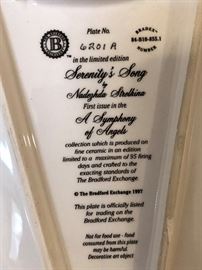 Plate No.
6201 A
BRADEX
84-B10-855.1
NUMBER
B
TM
in the limited edition
Serenity's Song
by
Nadezhda Strelkina
First issue in the
A Symphony
of Angels
collection which is produced on
fine ceramic in an edition
limited to a maximum of 95 firing
days and crafted to the
exacting standards of
The Bradford Exchange.
© The Bradford Exchange 1997
This plate is officially listed
for trading on the
Bradford Exchange.
Not for food use - food
consumed from this plate
may be harmful.
Decorative art object